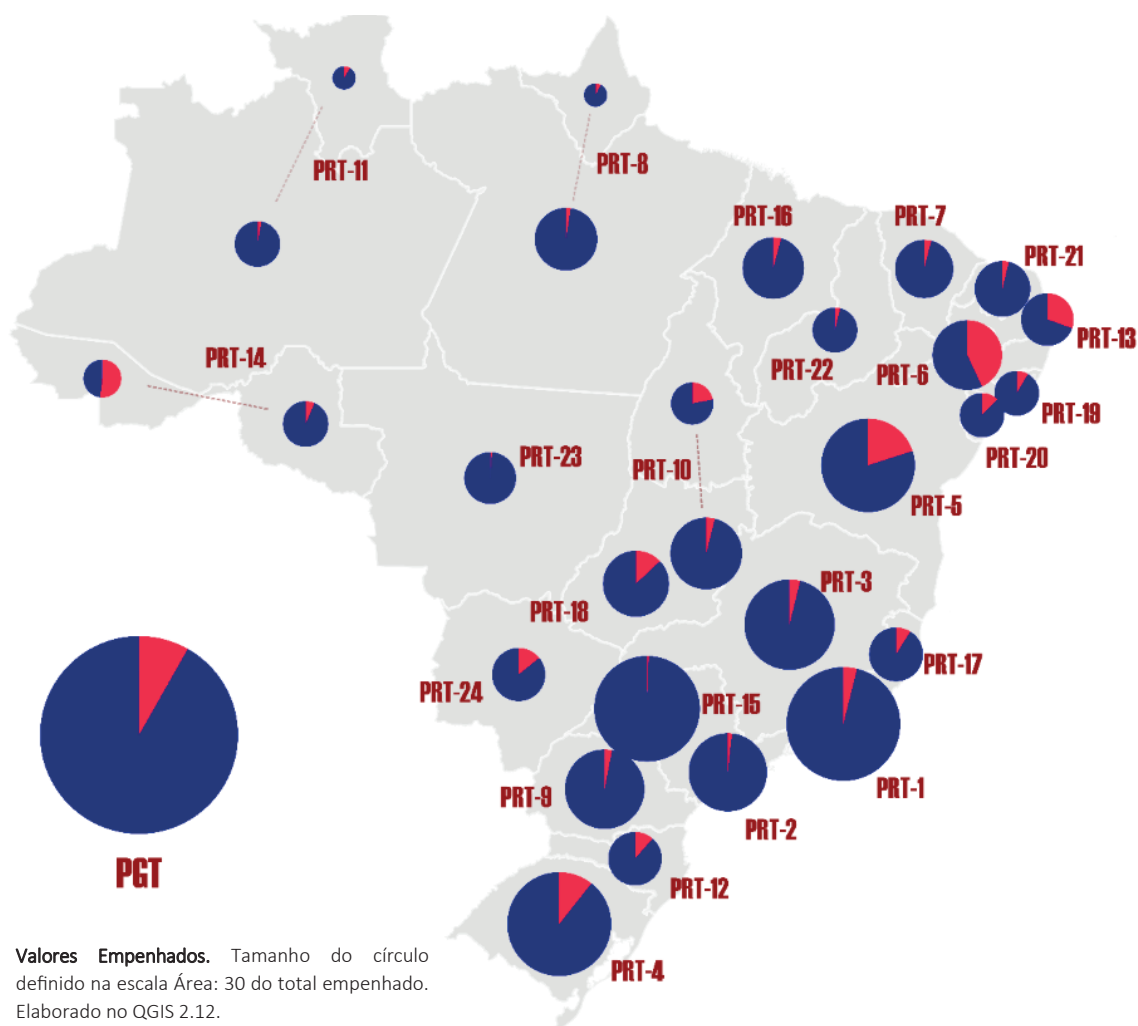 PRT-11
PRT-8
PRT-16
PRT-7
PRT-21
PRT-13
PRT-14
PRT-22
PRT-6
PRT-19
PRT-20
PRT-23
PRT-10
PRT-5
PRT-3
PRT-18
PRT-17
PRT-24
PRT-15
PRT-1
PRT-9
PRT-2
PGT
PRT-12
PRT-4
Valores Empenhados. Tamanho do círculo
definido na escala Área: 30 do total empenhado.
Elaborado no QGIS 2.12.